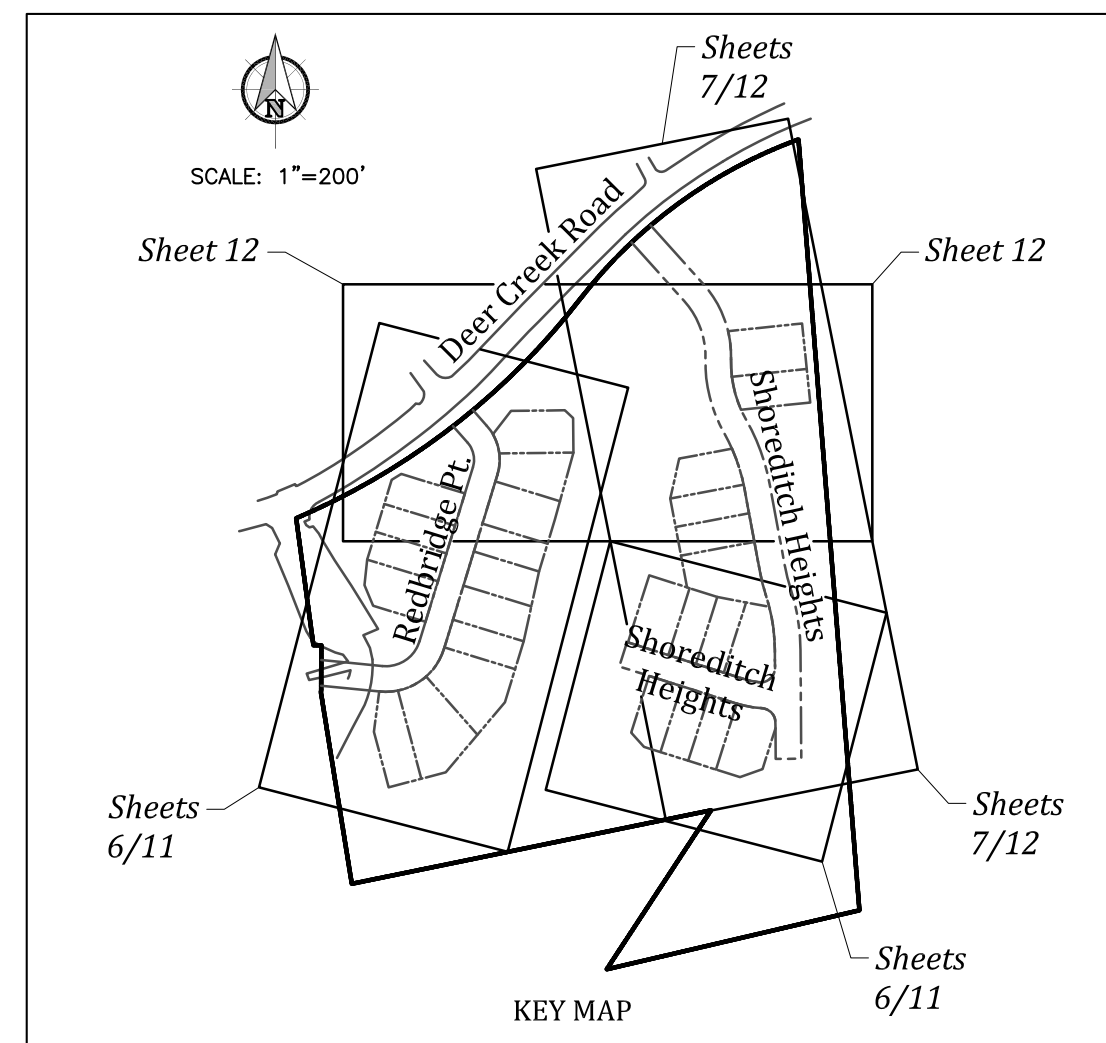 Sheets
7/12
N
SCALE: 1"=200'
Sheet 12
Sheet 12
Deer Creek Road
Shoreditch Heights
Redbridge Pt.
Shoreditch
Heights
Sheets
6/11
Sheets
7/12
Sheets
6/11
KEY MAP